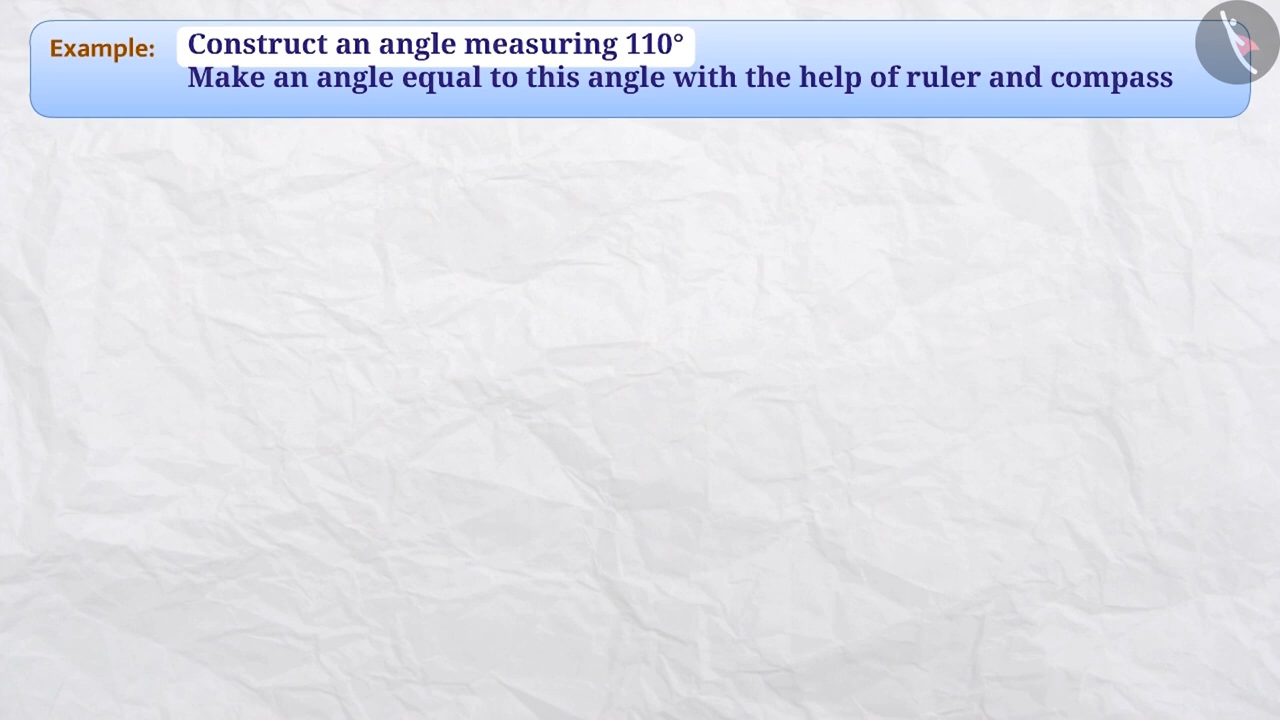 Example: Construct an angle measuring 110°
Make an angle equal to this angle with the help of ruler and compass